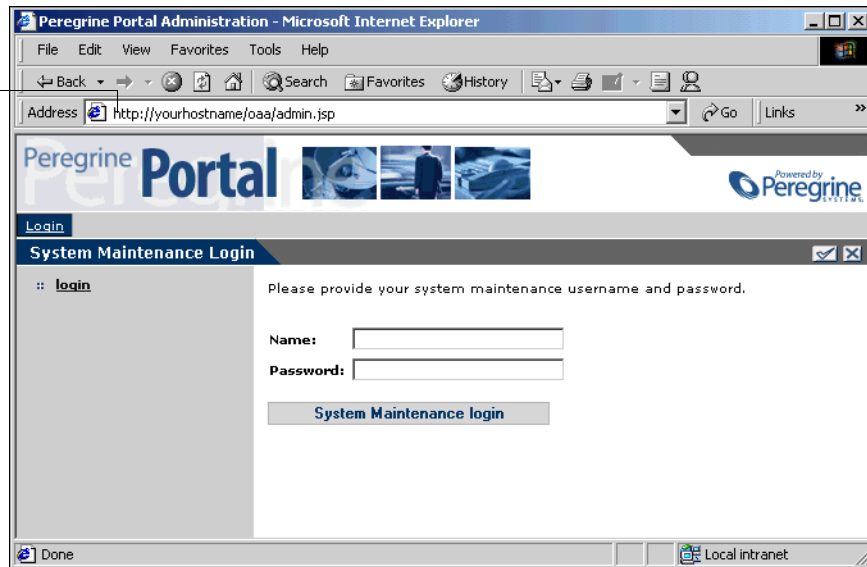 Peregrine Portal Administration - Microsoft Internet Explorer
File Edit View Favorites Tools Help
Back Search Favorites History
Address http://yourhostname/oaa/admin.jsp Go Links »
Peregrine Portal
Powered by
Peregrine
SYSTEMS
Login
System Maintenance Login
:: login
Please provide your system maintenance username and password.
Name:
Password:
System Maintenance login
Done Local intranet